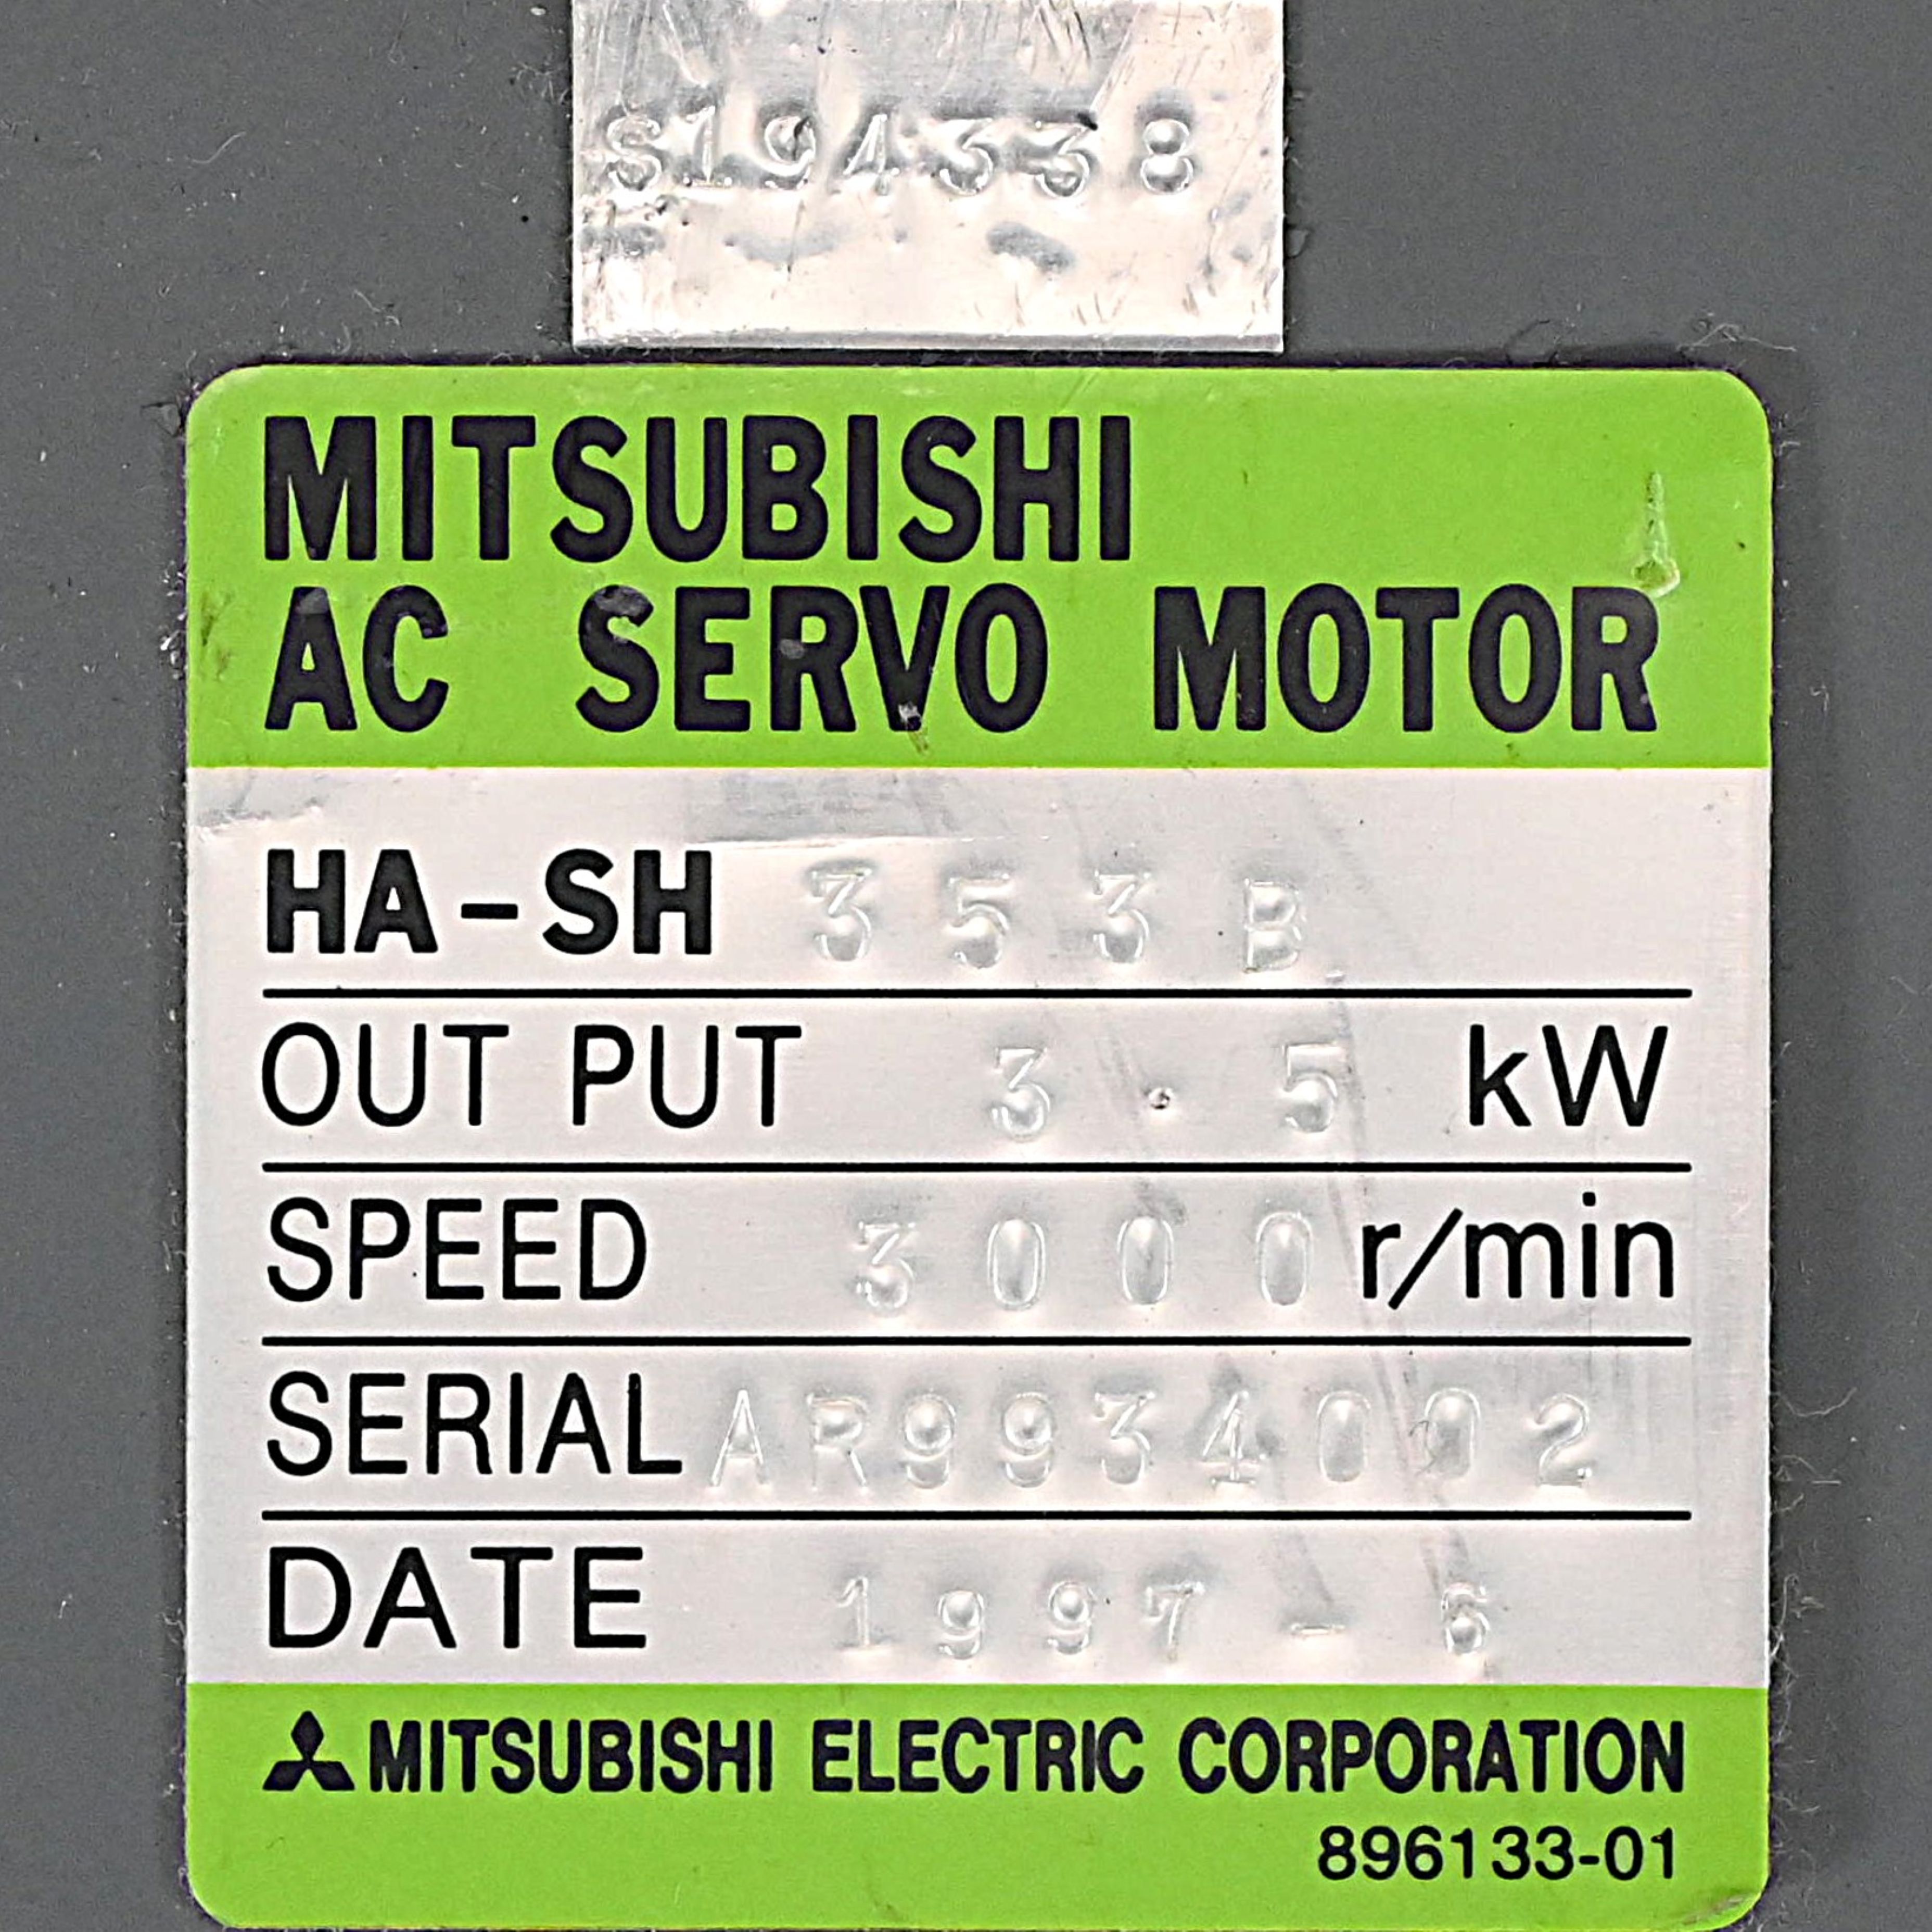 S194338
MITSUBISHI
AC SERVO MOTOR
HA-SH 353B
OUT PUT 3.5 kW
SPEED 3000 r/min
SERIAL AR9934002
DATE 1997-6
MITSUBISHI ELECTRIC CORPORATION
896133-01